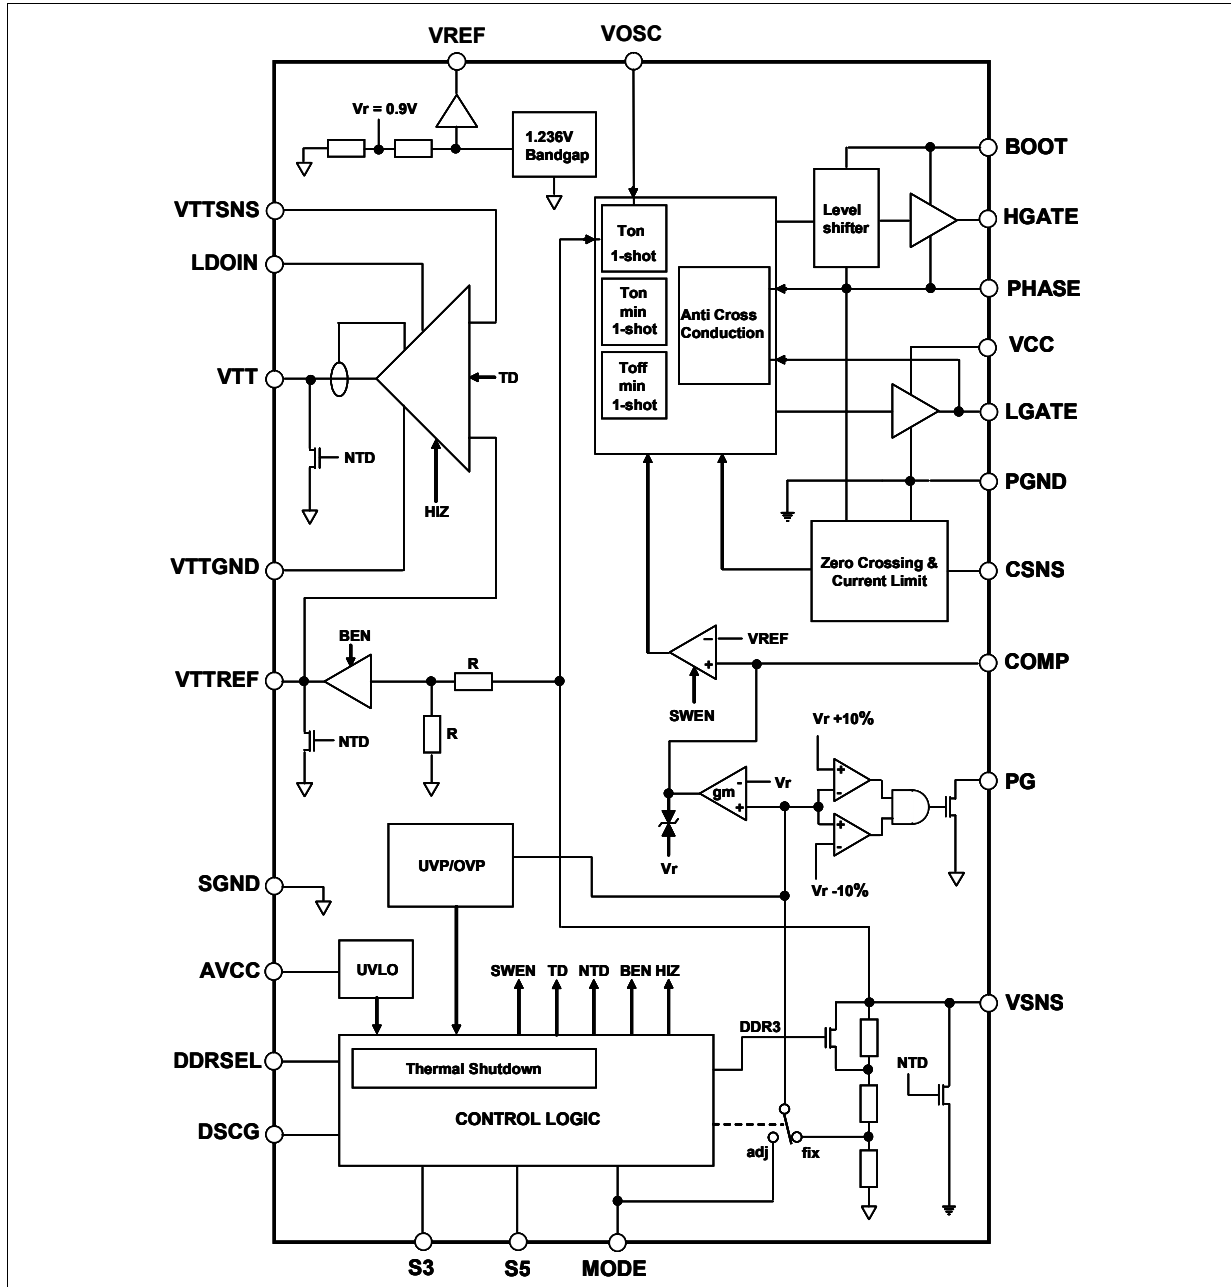 VREF
VOSC
Vr = 0.9V
1.236V
Bandgap
BOOT
VTTSNS
Level
shifter
HGATE
Ton
1-shot
LDOIN
PHASE
Ton
min
1-shot
Anti Cross
Conduction
VCC
VTT
TD
Toff
min
1-shot
LGATE
NTD
HIZ
PGND
VTTGND
Zero Crossing &
Current Limit
CSNS
BEN
–
VREF
+
COMP
VTTREF
R
SWEN
NTD
R
Vr +10%
gm
-
+
Vr
+
-
PG
+
-
Vr
Vr -10%
UVP/OVP
SGND
AVCC
UVLO
SWEN
TD
NTD
BEN
HIZ
VSNS
DDR3
DDRSEL
Thermal Shutdown
NTD
CONTROL LOGIC
DSCG
adj
fix
S3
S5
MODE